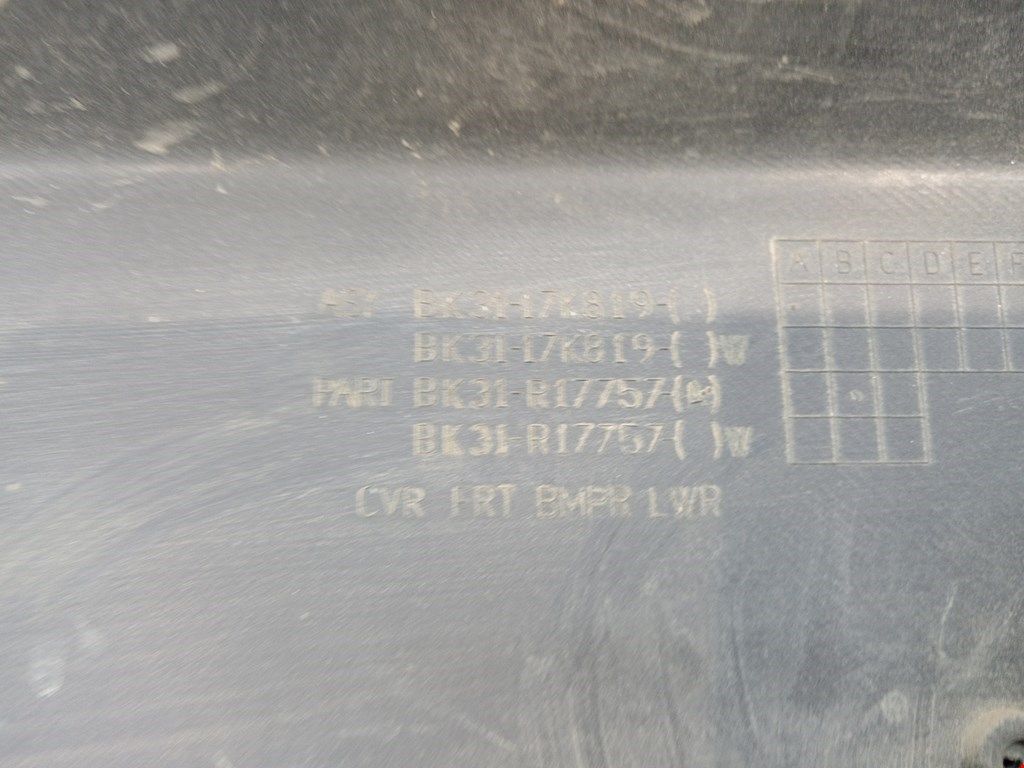 A B C D E F
ASY BK31-17K819-( )
BK31-17K819-( )W
PART BK31-R17757-( )
BK31-R17757-( )W
CVR FRT BMPR LWR